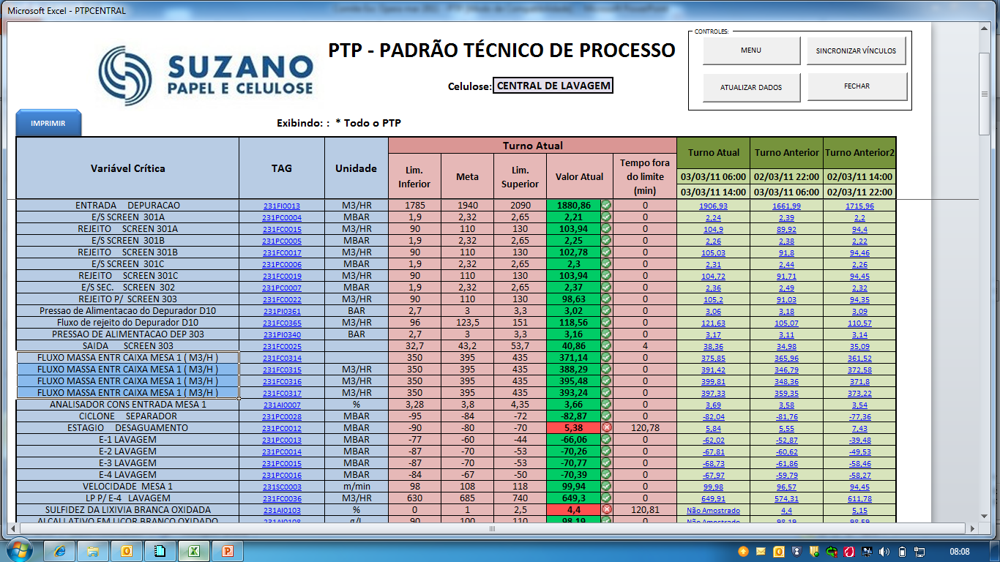 Microsoft Excel - PTPCENTRAL
SUZANO
PAPEL E CELULOSE
PTP - PADRÃO TÉCNICO DE PROCESSO
Celulose: CENTRAL DE LAVAGEM
CONTROLES:
MENU SINCRONIZAR VÍNCULOS
ATUALIZAR DADOS FECHAR
IMPRIMIR
Exibindo: : * Todo o PTP
Variável Crítica TAG Unidade Turno Atual Turno Atual Turno Anterior Turno Anterior2
Lim. Inferior Meta Lim. Superior Valor Atual Tempo fora do limite (min)
03/03/11 06:00 02/03/11 22:00 02/03/11 14:00
03/03/11 14:00 03/03/11 06:00 02/03/11 22:00
ENTRADA DEPURACAO 231FI0013 M3/HR 1785 1940 2090 1880,86 0 1906,93 1661,99 1715,96
E/S SCREEN 301A 231PC0004 MBAR 1,9 2,32 2,65 2,21 0 2,24 2,39 2,2
REJEITO SCREEN 301A 231FC0015 M3/HR 90 110 130 103,94 0 104,9 89,92 94,4
E/S SCREEN 301B 231PC0005 MBAR 1,9 2,32 2,65 2,25 0 2,26 2,38 2,22
REJEITO SCREEN 301B 231FC0017 M3/HR 90 110 130 102,78 0 105,03 91,8 94,46
E/S SCREEN 301C 231PC0006 MBAR 1,9 2,32 2,65 2,3 0 2,31 2,44 2,26
REJEITO SCREEN 301C 231FC0019 M3/HR 90 110 130 103,94 0 104,72 91,71 94,45
E/S SEC. SCREEN 302 231PC0007 MBAR 1,9 2,32 2,65 2,37 0 2,36 2,49 2,32
REJEITO P/ SCREEN 303 231FC0022 M3/HR 90 110 130 98,63 0 105,2 91,03 94,35
Pressao de Alimentacao do Depurador D10 231PI0361 BAR 2,7 3 3,3 3,02 0 3,06 3,18 3,09
Fluxo de rejeito do Depurador D10 231FC0365 M3/HR 96 123,5 151 118,56 0 121,63 105,07 110,57
PRESSAO DE ALIMENTACAO DEP 303 231PI0340 BAR 2,7 3 3,3 3,16 0 3,17 3,11 3,14
SAIDA SCREEN 303 231FC0025 32,7 43,2 53,7 40,86 4 38,36 34,98 35,09
FLUXO MASSA ENTR CAIXA MESA 1 ( M3/H ) 231FC0314 350 395 435 371,14 0 375,85 365,96 361,52
FLUXO MASSA ENTR CAIXA MESA 1 ( M3/H ) 231FC0315 M3/HR 350 395 435 388,29 0 391,42 346,79 372,58
FLUXO MASSA ENTR CAIXA MESA 1 ( M3/H ) 231FC0316 M3/HR 350 395 435 395,48 0 399,81 348,36 371,8
FLUXO MASSA ENTR CAIXA MESA 1 ( M3/H ) 231FC0317 M3/HR 350 395 435 393,24 0 397,33 359,35 373,22
ANALISADOR CONS ENTRADA MESA 1 231AI0007 % 3,28 3,8 4,35 3,66 0 3,69 3,58 3,54
CICLONE SEPARADOR 231PC0028 MBAR -95 -84 -72 -82,87 0 -82,04 -81,76 -77,36
ESTAGIO DESAGUAMENTO 231PC0012 MBAR -90 -80 -70 5,38 120,78 5,84 5,55 7,43
E-1 LAVAGEM 231PC0013 MBAR -77 -60 -44 -66,06 0 -62,02 -52,87 -39,48
E-2 LAVAGEM 231PC0014 MBAR -87 -70 -53 -70,26 0 -67,81 -60,62 -49,53
E-3 LAVAGEM 231PC0015 MBAR -87 -70 -53 -70,77 0 -68,73 -61,86 -58,46
E-4 LAVAGEM 231PC0016 MBAR -84 -67 -50 -70,39 0 -67,97 -59,79 -58,27
VELOCIDADE MESA 1 231SC0003 m/min 98 108 118 99,94 0 99,98 96,57 94,45
LP P/ E-4 LAVAGEM 231FC0036 M3/HR 630 685 740 649,3 0 649,91 574,31 611,78
SULFIDEZ DA LIXIVIA BRANCA OXIDADA 231AI0103 % 0 1 2,5 4,4 120,81 Não Amostrado 4,4 5,15
ALCALI ATIVO EM LICOR BRANCO OXIDADO 231AI0108 g/l 90 100 110 98,19 0 Não Amostrado 98,19 98,59
08:08